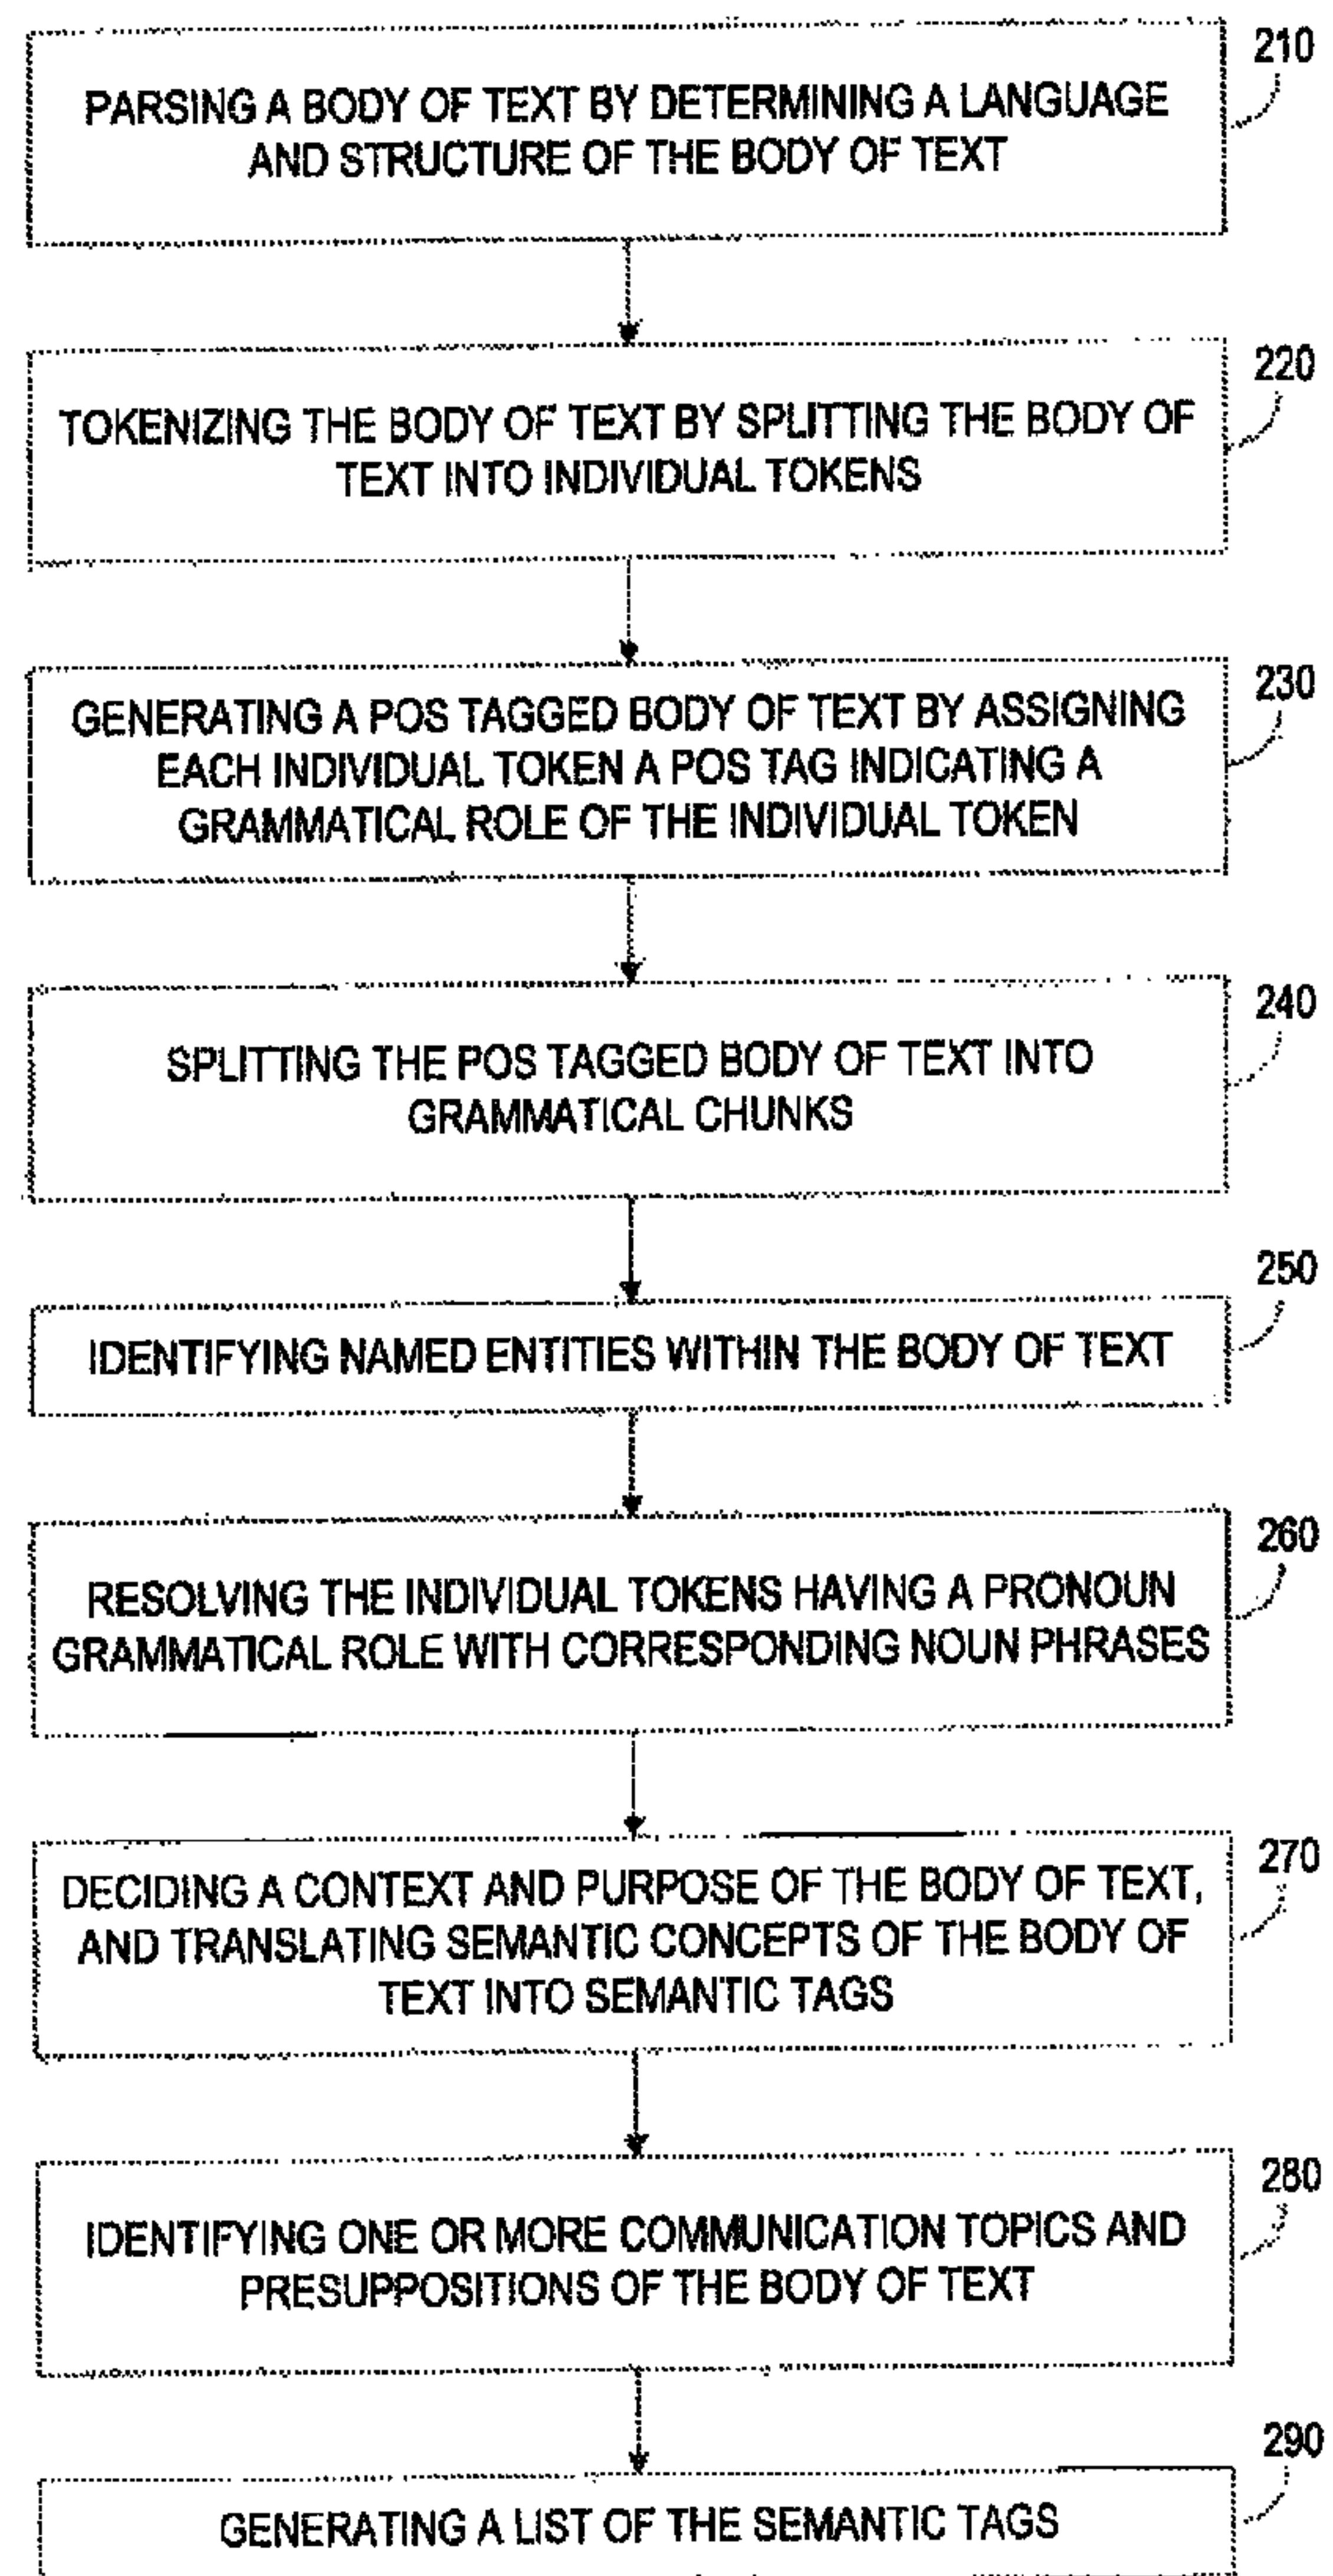 210
PARSING A BODY OF TEXT BY DETERMINING A LANGUAGE
AND STRUCTURE OF THE BODY OF TEXT
220
TOKENIZING THE BODY OF TEXT BY SPLITTING THE BODY OF
TEXT INTO INDIVIDUAL TOKENS
230
GENERATING A POS TAGGED BODY OF TEXT BY ASSIGNING
EACH INDIVIDUAL TOKEN A POS TAG INDICATING A
GRAMMATICAL ROLE OF THE INDIVIDUAL TOKEN
240
SPLITTING THE POS TAGGED BODY OF TEXT INTO
GRAMMATICAL CHUNKS
250
IDENTIFYING NAMED ENTITIES WITHIN THE BODY OF TEXT
260
RESOLVING THE INDIVIDUAL TOKENS HAVING A PRONOUN
GRAMMATICAL ROLE WITH CORRESPONDING NOUN PHRASES
270
DECIDING A CONTEXT AND PURPOSE OF THE BODY OF TEXT,
AND TRANSLATING SEMANTIC CONCEPTS OF THE BODY OF
TEXT INTO SEMANTIC TAGS
280
IDENTIFYING ONE OR MORE COMMUNICATION TOPICS AND
PRESUPPOSITIONS OF THE BODY OF TEXT
290
GENERATING A LIST OF THE SEMANTIC TAGS